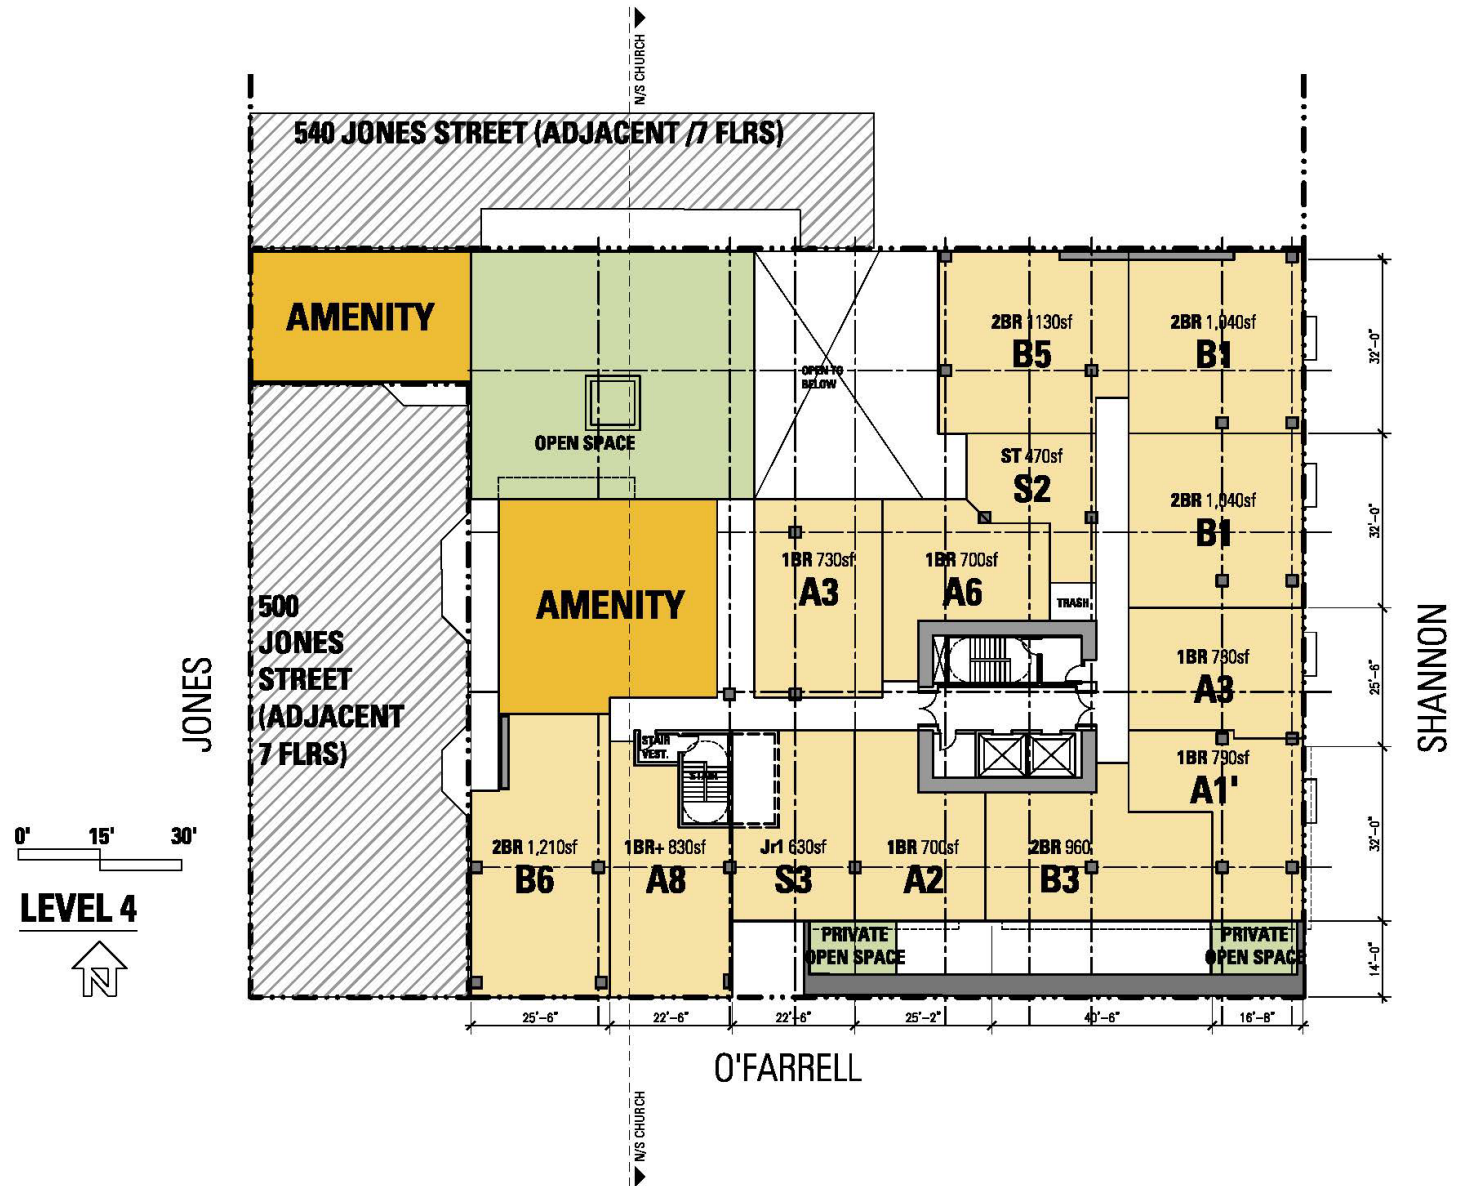 N/S CHURCH
540 JONES STREET (ADJACENT /7 FLRS)
AMENITY
OPEN SPACE
OPEN TO
BELOW
2BR 1130sf
B5
2BR 1,040sf
B1
32'-0"
ST 470sf
S2
2BR 1,040sf
B1
32'-0"
AMENITY
1BR 730sf
A3
1BR 700sf
A6
TRASH
500
JONES
STREET
(ADJACENT
7 FLRS)
JONES
1BR 730sf
A3
25'-6"
SHANNON
STAIR
VEST.
STAIR
1BR 790sf
A1'
0' 15' 30'
LEVEL 4
N
2BR 1,210sf
B6
1BR+ 830sf
A8
Jr1 630sf
S3
1BR 700sf
A2
2BR 960
B3
32'-0"
PRIVATE
OPEN SPACE
PRIVATE
OPEN SPACE
14'-0"
25'-6" 22'-6" 22'-6" 25'-2" 40'-6" 16'-8"
O'FARRELL
N/S CHURCH